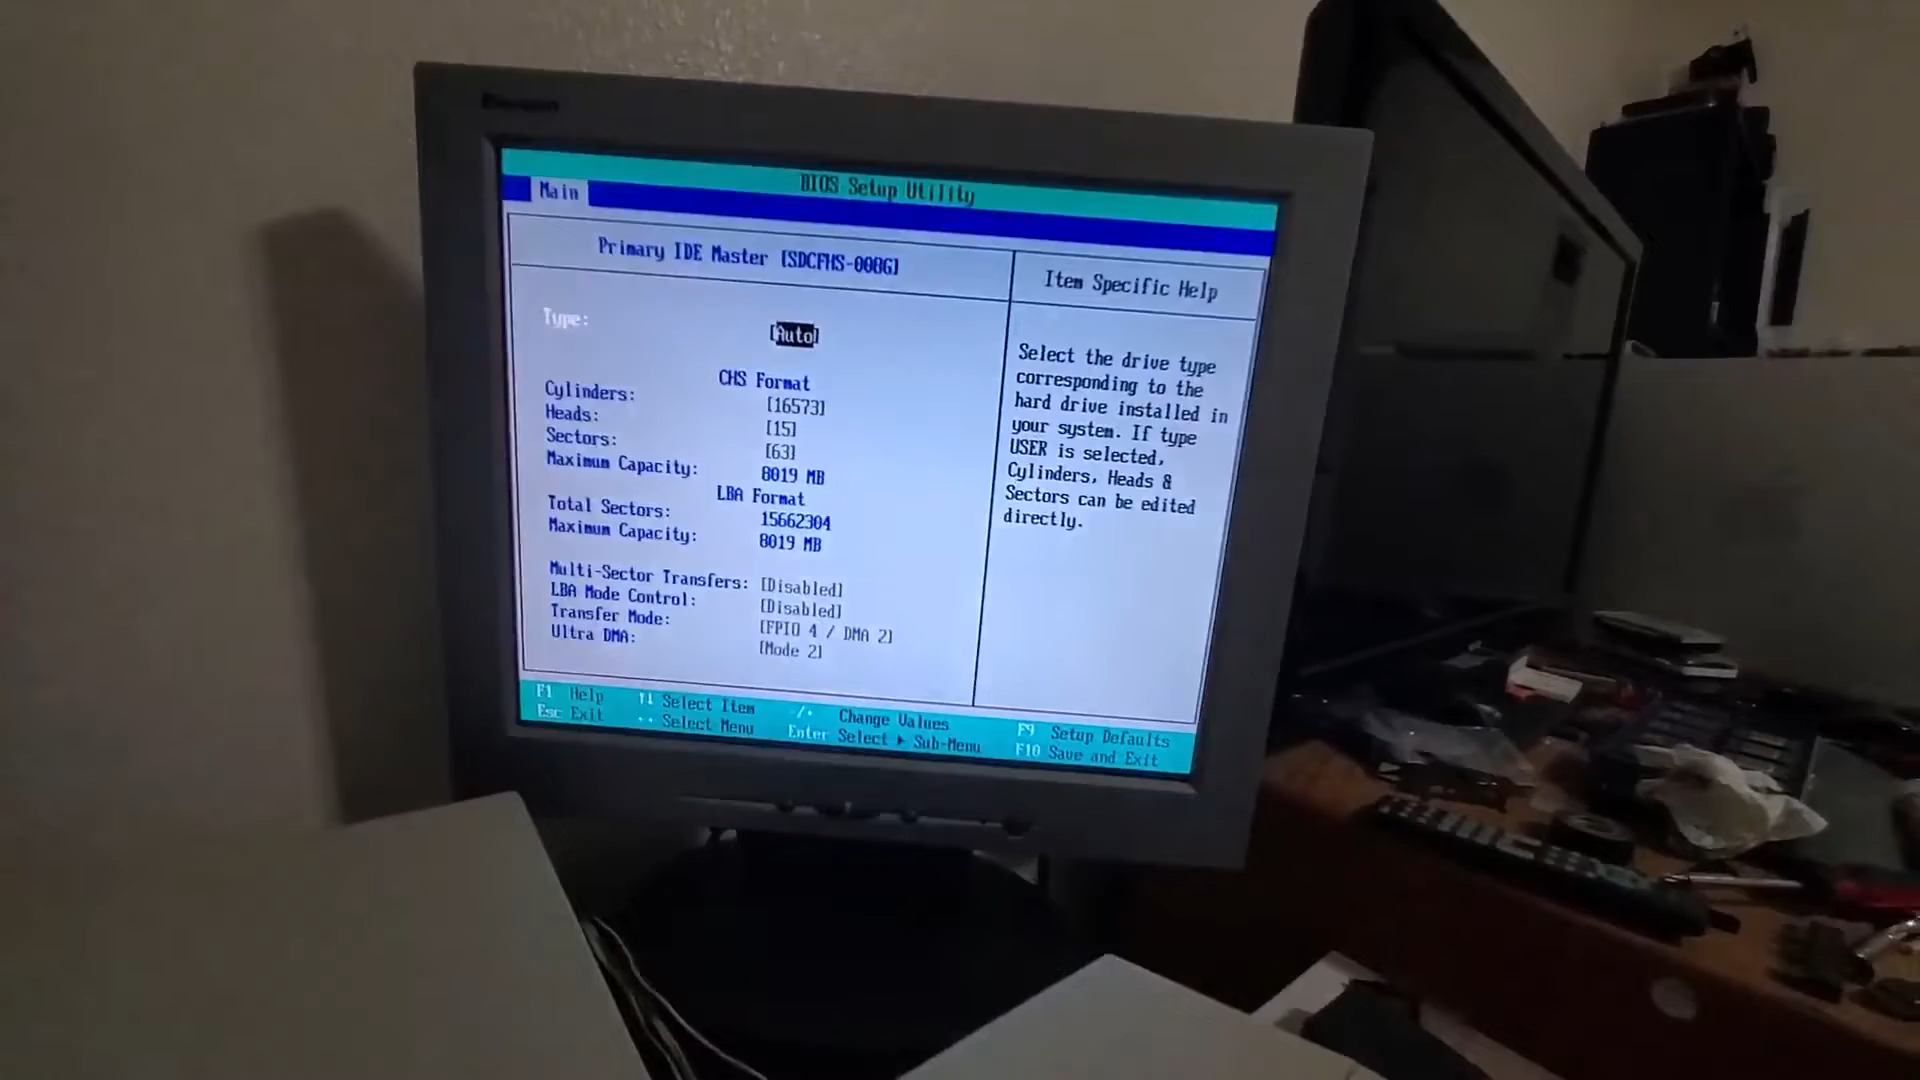 BIOS Setup Utility
Main
Primary IDE Master [SDCFHS-008G]
Item Specific Help
Type:
[Auto]
CHS Format
Cylinders: [16573]
Heads: [15]
Sectors: [63]
Maximum Capacity: 8019 MB
LBA Format
Total Sectors: 15662304
Maximum Capacity: 8019 MB
Multi-Sector Transfers: [Disabled]
LBA Mode Control: [Disabled]
Transfer Mode: [FPIO 4 / DMA 2]
Ultra DMA: [Mode 2]
Select the drive type
corresponding to the
hard drive installed in
your system. If type
USER is selected,
Cylinders, Heads &
Sectors can be edited
directly.
F1 Help ↑↓ Select Item -/+ Change Values F9 Setup Defaults
Esc Exit Select Menu Enter Select ▸ Sub-Menu F10 Save and Exit